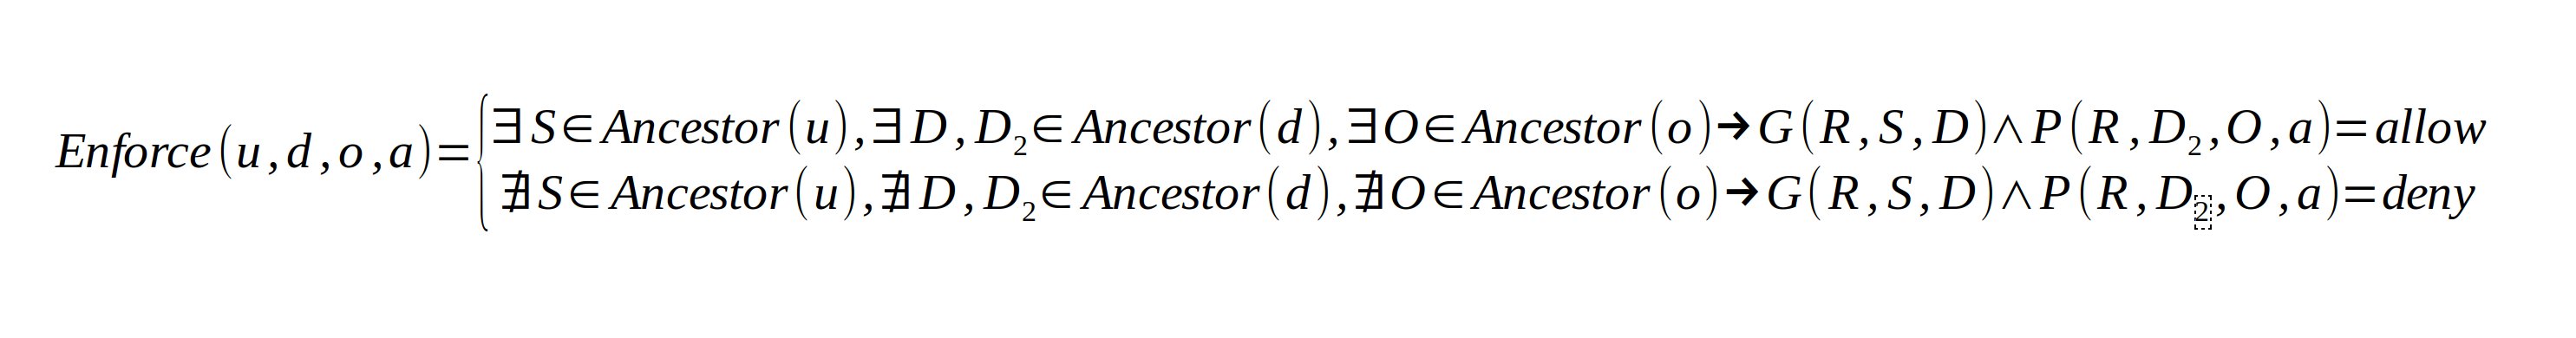 Enforce(u,d,o,a)={∃S∈Ancestor(u),∃D,D₂∈Ancestor(d),∃O∈Ancestor(o)→G(R,S,D)∧P(R,D₂,O,a)=allow
∄S∈Ancestor(u),∄D,D₂∈Ancestor(d),∄O∈Ancestor(o)→G(R,S,D)∧P(R,D₂,O,a)=deny